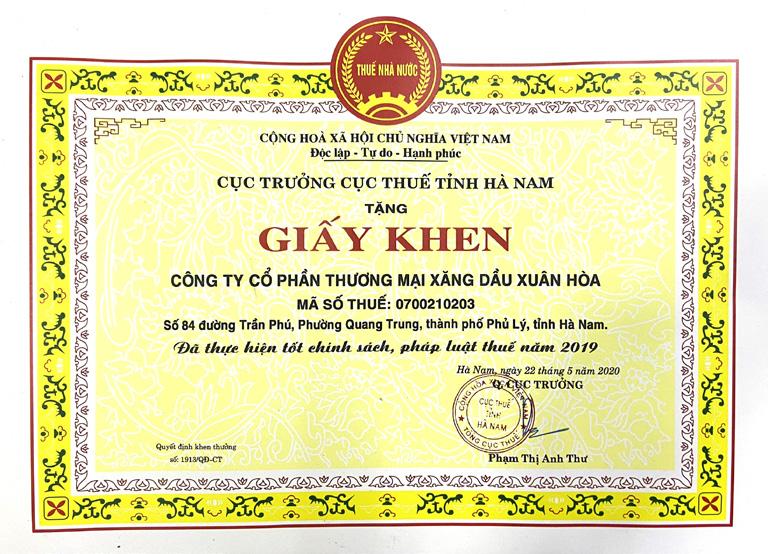 THUẾ NHÀ NƯỚC
CỘNG HOÀ XÃ HỘI CHỦ NGHĨA VIỆT NAM
Độc lập - Tự do - Hạnh phúc
CỤC TRƯỞNG CỤC THUẾ TỈNH HÀ NAM
TẶNG
GIẤY KHEN
CÔNG TY CỔ PHẦN THƯƠNG MẠI XĂNG DẦU XUÂN HÒA
MÃ SỐ THUẾ: 0700210203
Số 84 đường Trần Phú, Phường Quang Trung, thành phố Phủ Lý, tỉnh Hà Nam.
Đã thực hiện tốt chính sách, pháp luật thuế năm 2019
Hà Nam, ngày 22 tháng 5 năm 2020
Q. CỤC TRƯỞNG
CỘNG HÒA VIỆT NAM
CỤC THUẾ
TỈNH
HÀ NAM
TỔNG CỤC THUẾ
Quyết định khen thưởng
số: 1913/QĐ-CT
Phạm Thị Anh Thư